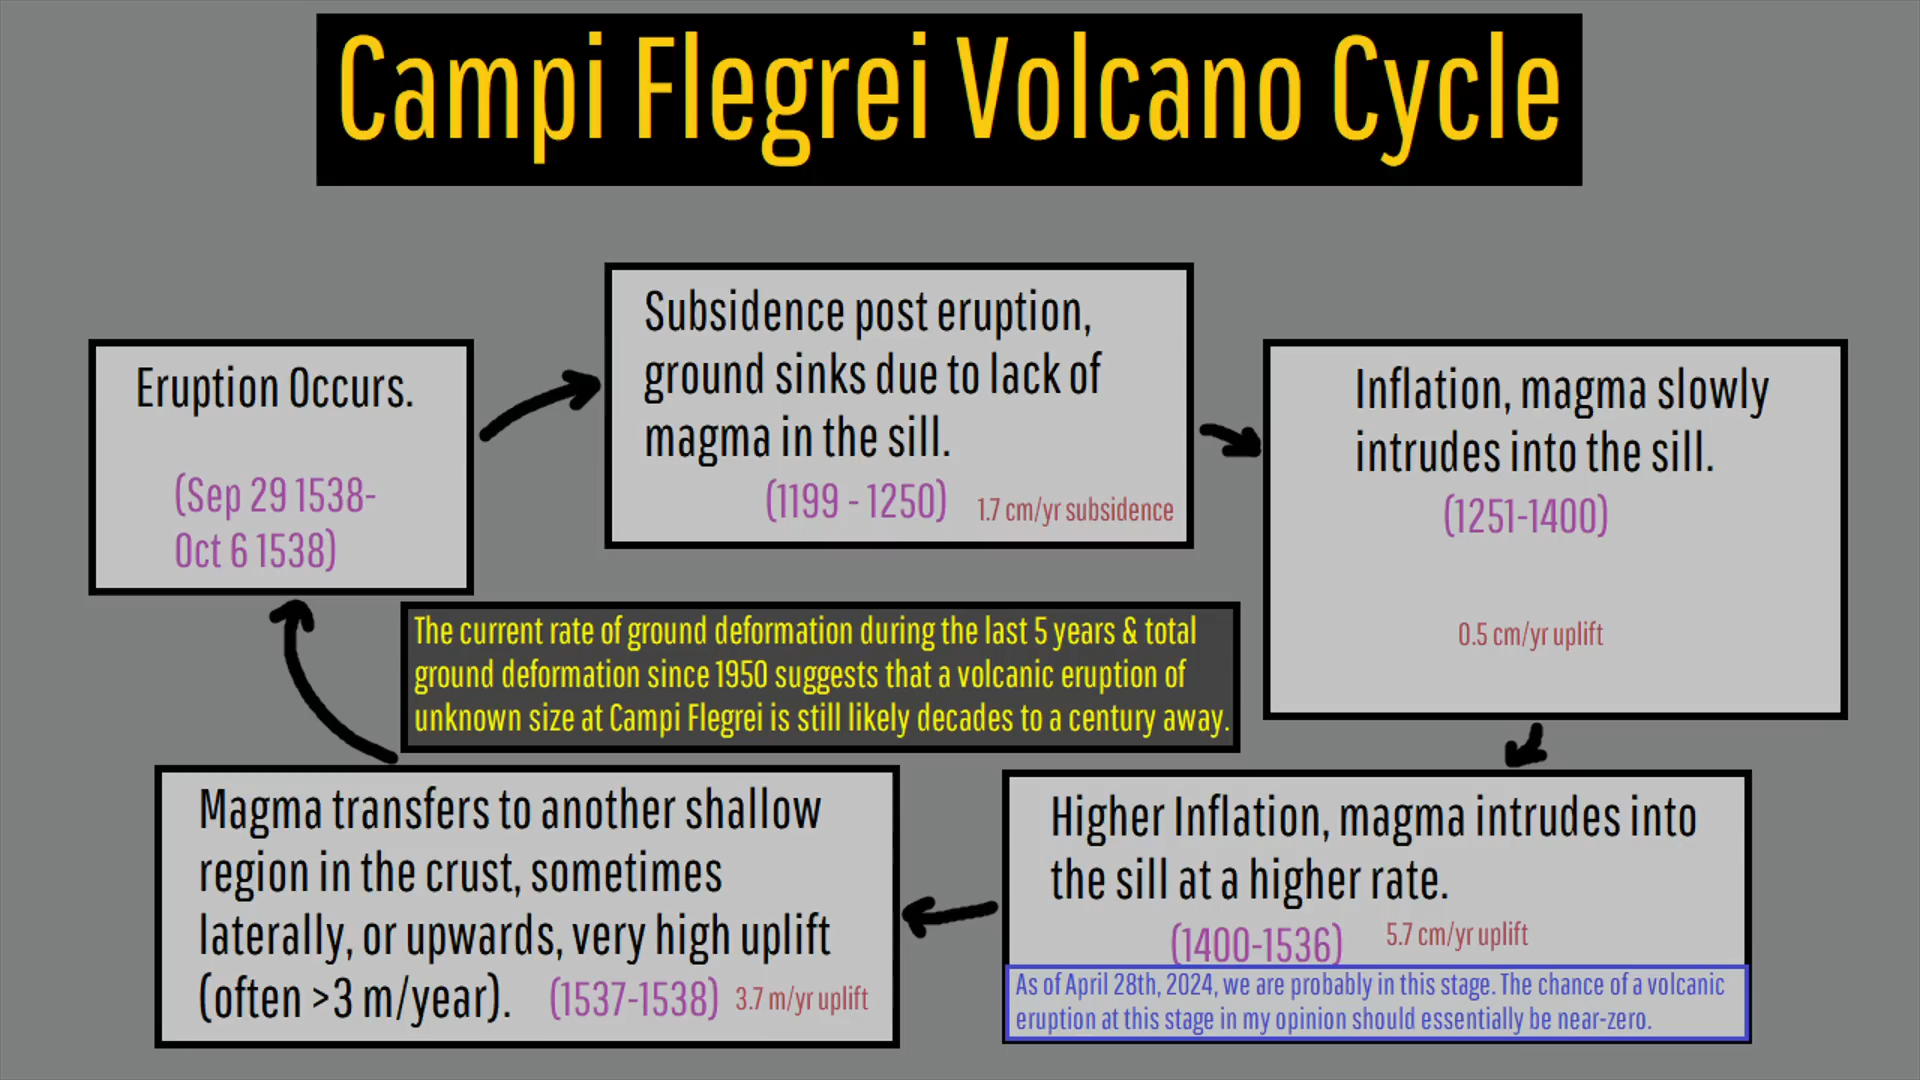 Campi Flegrei Volcano Cycle
Eruption Occurs.
(Sep 29 1538-
Oct 6 1538)
Subsidence post eruption,
ground sinks due to lack of
magma in the sill.
(1199 - 1250) 1.7 cm/yr subsidence
Inflation, magma slowly
intrudes into the sill.
(1251-1400)
0.5 cm/yr uplift
Higher Inflation, magma intrudes into
the sill at a higher rate.
(1400-1536) 5.7 cm/yr uplift
As of April 28th, 2024, we are probably in this stage. The chance of a volcanic
eruption at this stage in my opinion should essentially be near-zero.
Magma transfers to another shallow
region in the crust, sometimes
laterally, or upwards, very high uplift
(often >3 m/year). (1537-1538) 3.7 m/yr uplift
The current rate of ground deformation during the last 5 years & total
ground deformation since 1950 suggests that a volcanic eruption of
unknown size at Campi Flegrei is still likely decades to a century away.